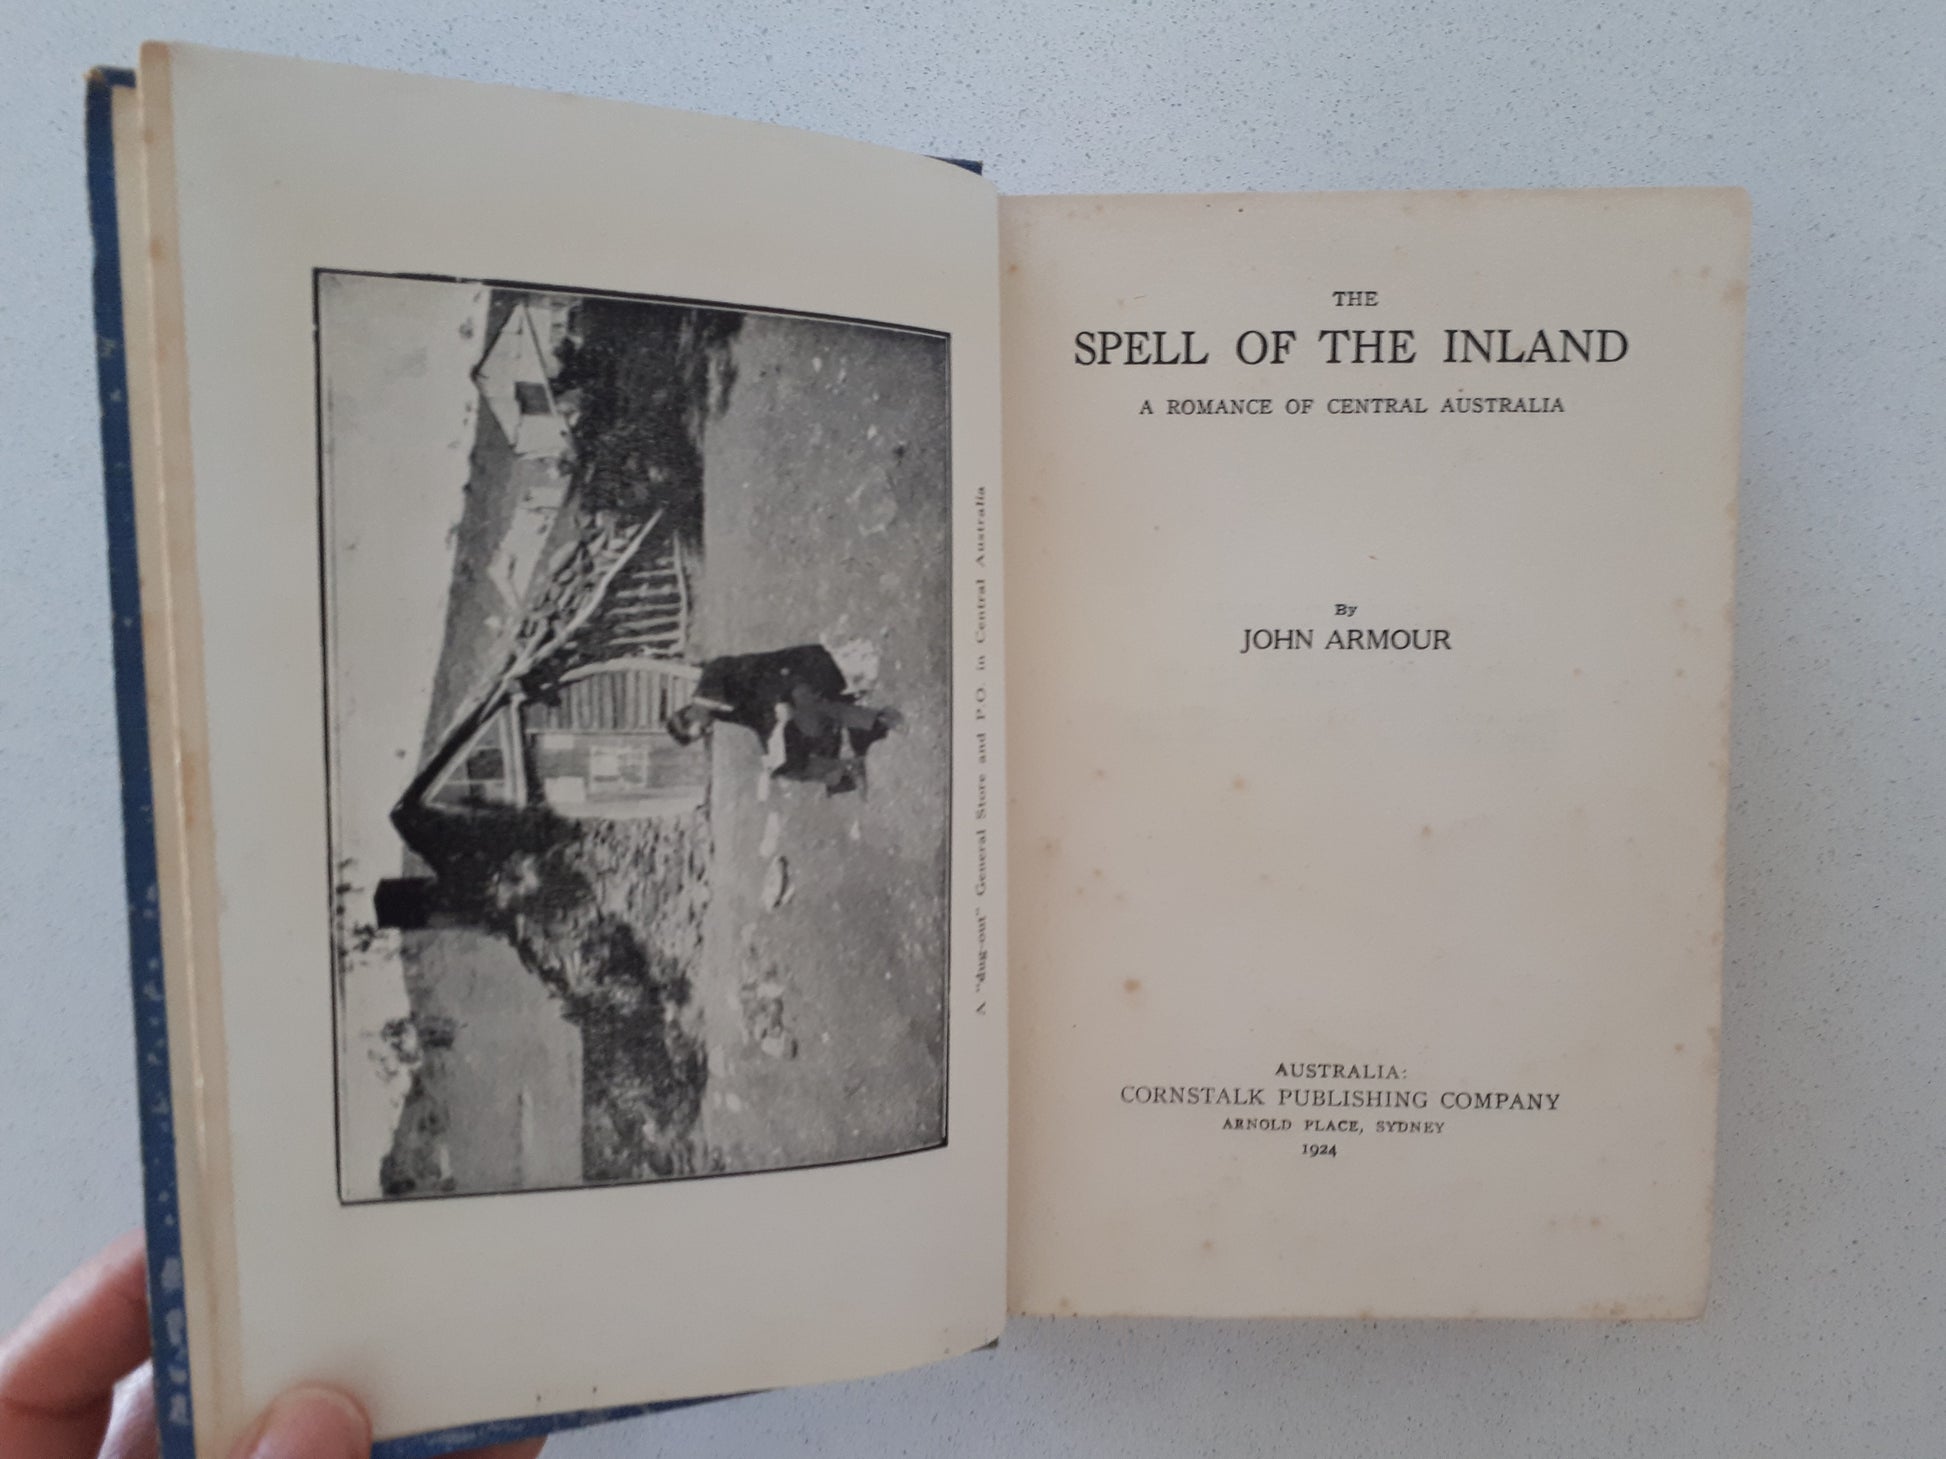 A "dug-out" General Store and P.O. in Central Australia
THE
SPELL OF THE INLAND
A ROMANCE OF CENTRAL AUSTRALIA
By
JOHN ARMOUR
AUSTRALIA:
CORNSTALK PUBLISHING COMPANY
ARNOLD PLACE, SYDNEY
1924